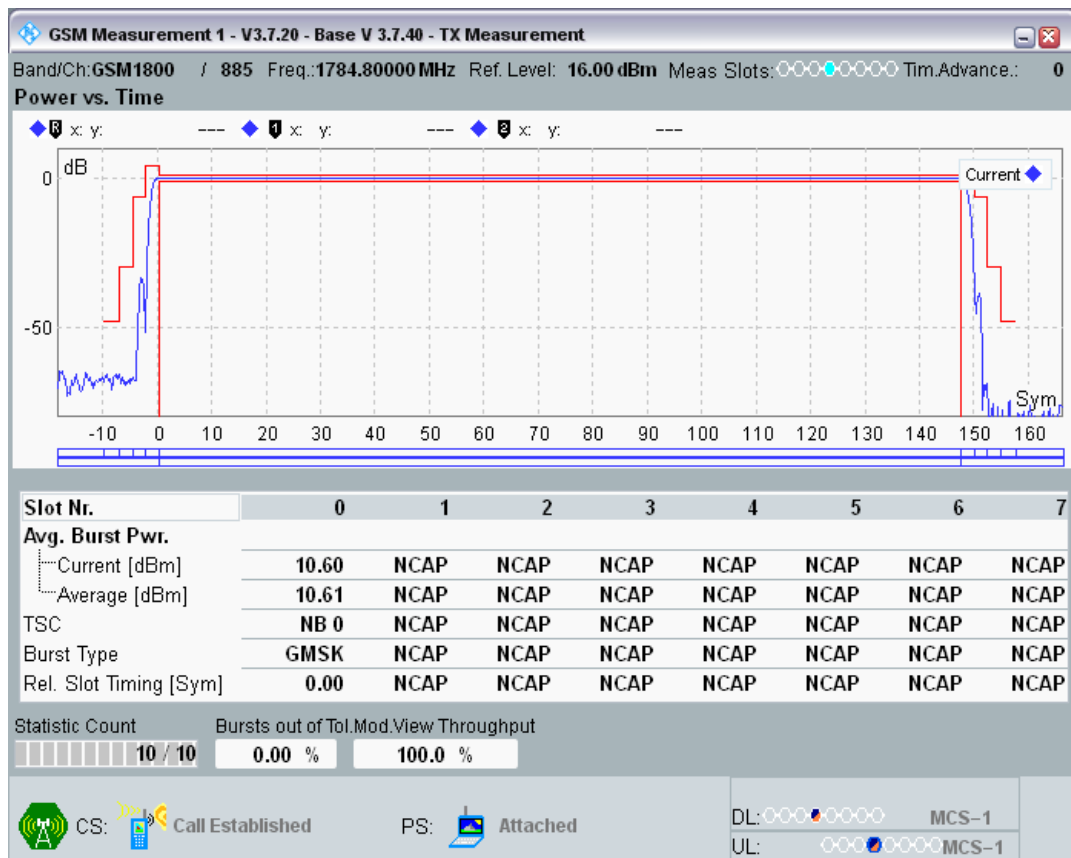 GSM Measurement 1 - V3.7.20 - Base V 3.7.40 - TX Measurement
Band/Ch:GSM1800 / 885 Freq.:1784.80000 MHz Ref. Level: 16.00 dBm Meas Slots: Tim.Advance.: 0
Power vs. Time
R x: y: --- 1 x: y: --- 2 x: y: ---
dB
Current
0
-50
Sym
-10 0 10 20 30 40 50 60 70 80 90 100 110 120 130 140 150 160
Slot Nr. 0 1 2 3 4 5 6 7
Avg. Burst Pwr.
Current [dBm] 10.60 NCAP NCAP NCAP NCAP NCAP NCAP NCAP
Average [dBm] 10.61 NCAP NCAP NCAP NCAP NCAP NCAP NCAP
TSC NB 0 NCAP NCAP NCAP NCAP NCAP NCAP NCAP
Burst Type GMSK NCAP NCAP NCAP NCAP NCAP NCAP NCAP
Rel. Slot Timing [Sym] 0.00 NCAP NCAP NCAP NCAP NCAP NCAP NCAP
Statistic Count Bursts out of Tol.Mod.View Throughput
10 / 10 0.00 % 100.0 %
CS: Call Established PS: Attached
DL: MCS-1
UL: MCS-1